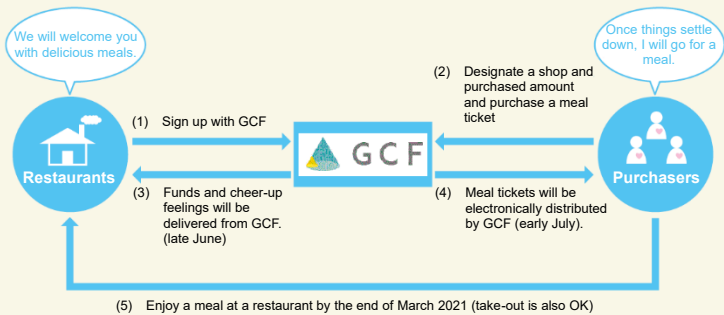 We will welcome you
with delicious meals.
Once things settle
down, I will go for a
meal.
(2) Designate a shop and
purchased amount
and purchase a meal
ticket
(1) Sign up with GCF
GCF
Restaurants
Purchasers
(3) Funds and cheer-up
feelings will be
delivered from GCF.
(late June)
(4) Meal tickets will be
electronically distributed
by GCF (early July).
(5) Enjoy a meal at a restaurant by the end of March 2021 (take-out is also OK)